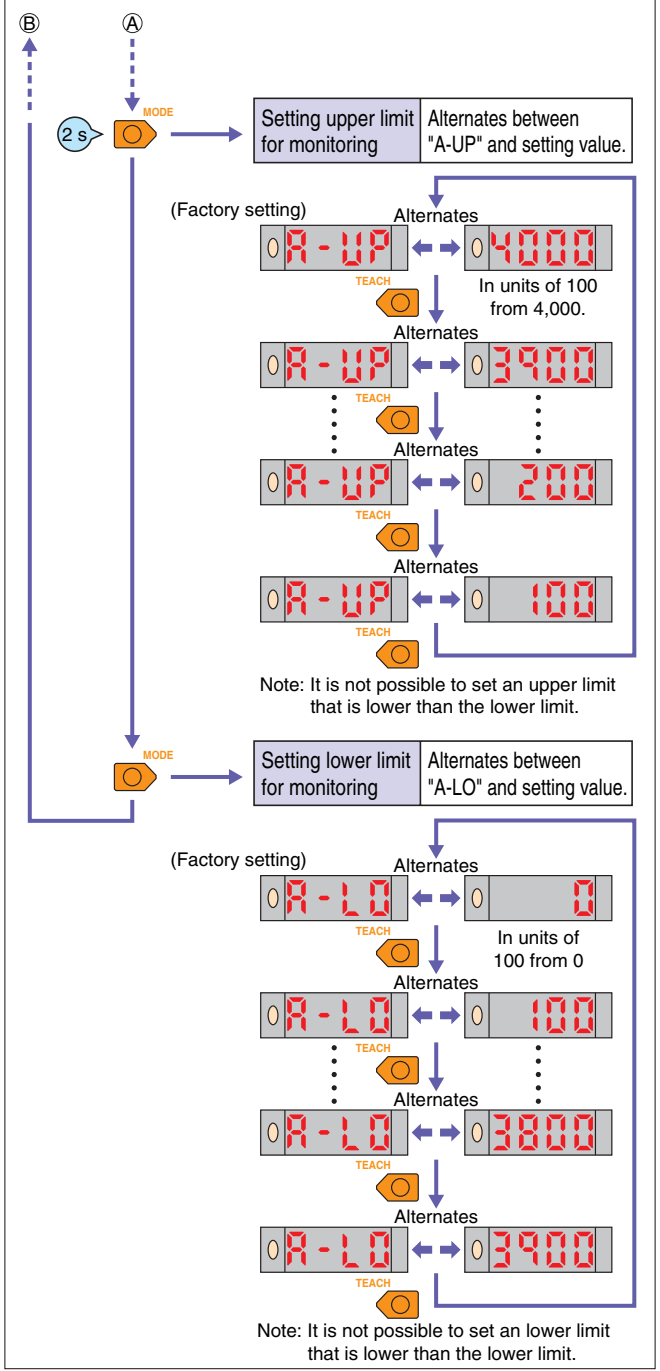 B A
MODE
2 s
Setting upper limit for monitoring
Alternates between "A-UP" and setting value.
(Factory setting)
Alternates
A-UP 4000
TEACH
In units of 100
from 4,000.
Alternates
A-UP 3900
TEACH
Alternates
A-UP 200
TEACH
Alternates
A-UP 100
TEACH
Note: It is not possible to set an upper limit
that is lower than the lower limit.
MODE
Setting lower limit for monitoring
Alternates between "A-LO" and setting value.
(Factory setting)
Alternates
A-LO 0
TEACH
In units of
100 from 0
Alternates
A-LO 100
TEACH
Alternates
A-LO 3800
TEACH
Alternates
A-LO 3900
TEACH
Note: It is not possible to set an lower limit
that is lower than the lower limit.